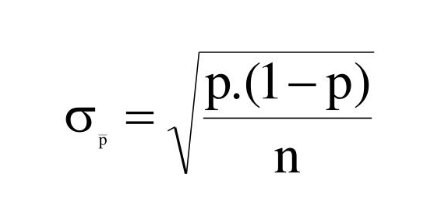 σ_p̄ = √(p.(1−p)/n)